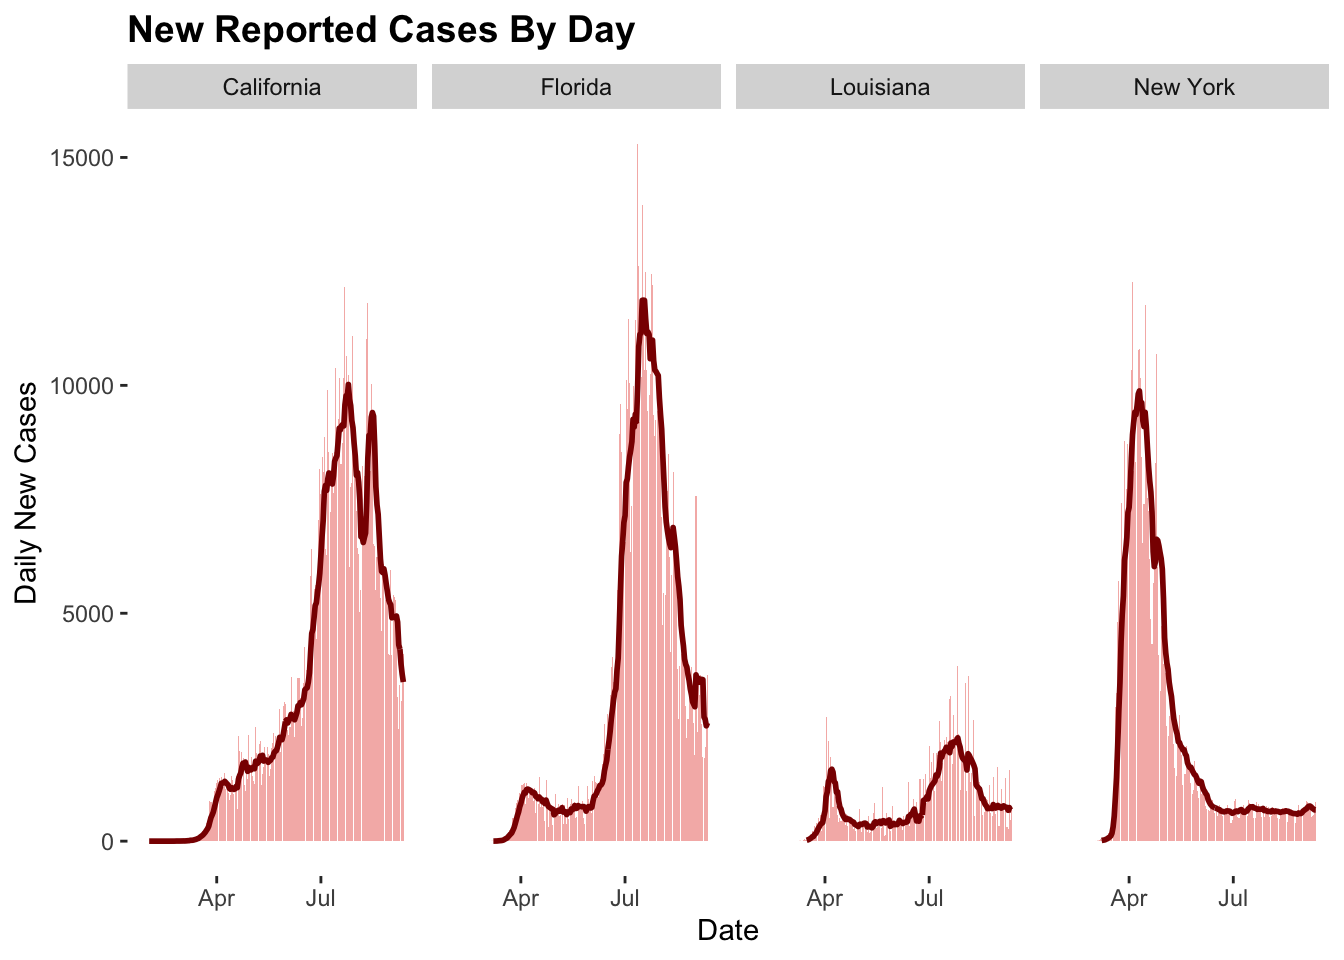 New Reported Cases By Day
California Florida Louisiana New York
15000
10000
5000
0
Daily New Cases
Apr Jul Apr Jul Apr Jul Apr Jul
Date